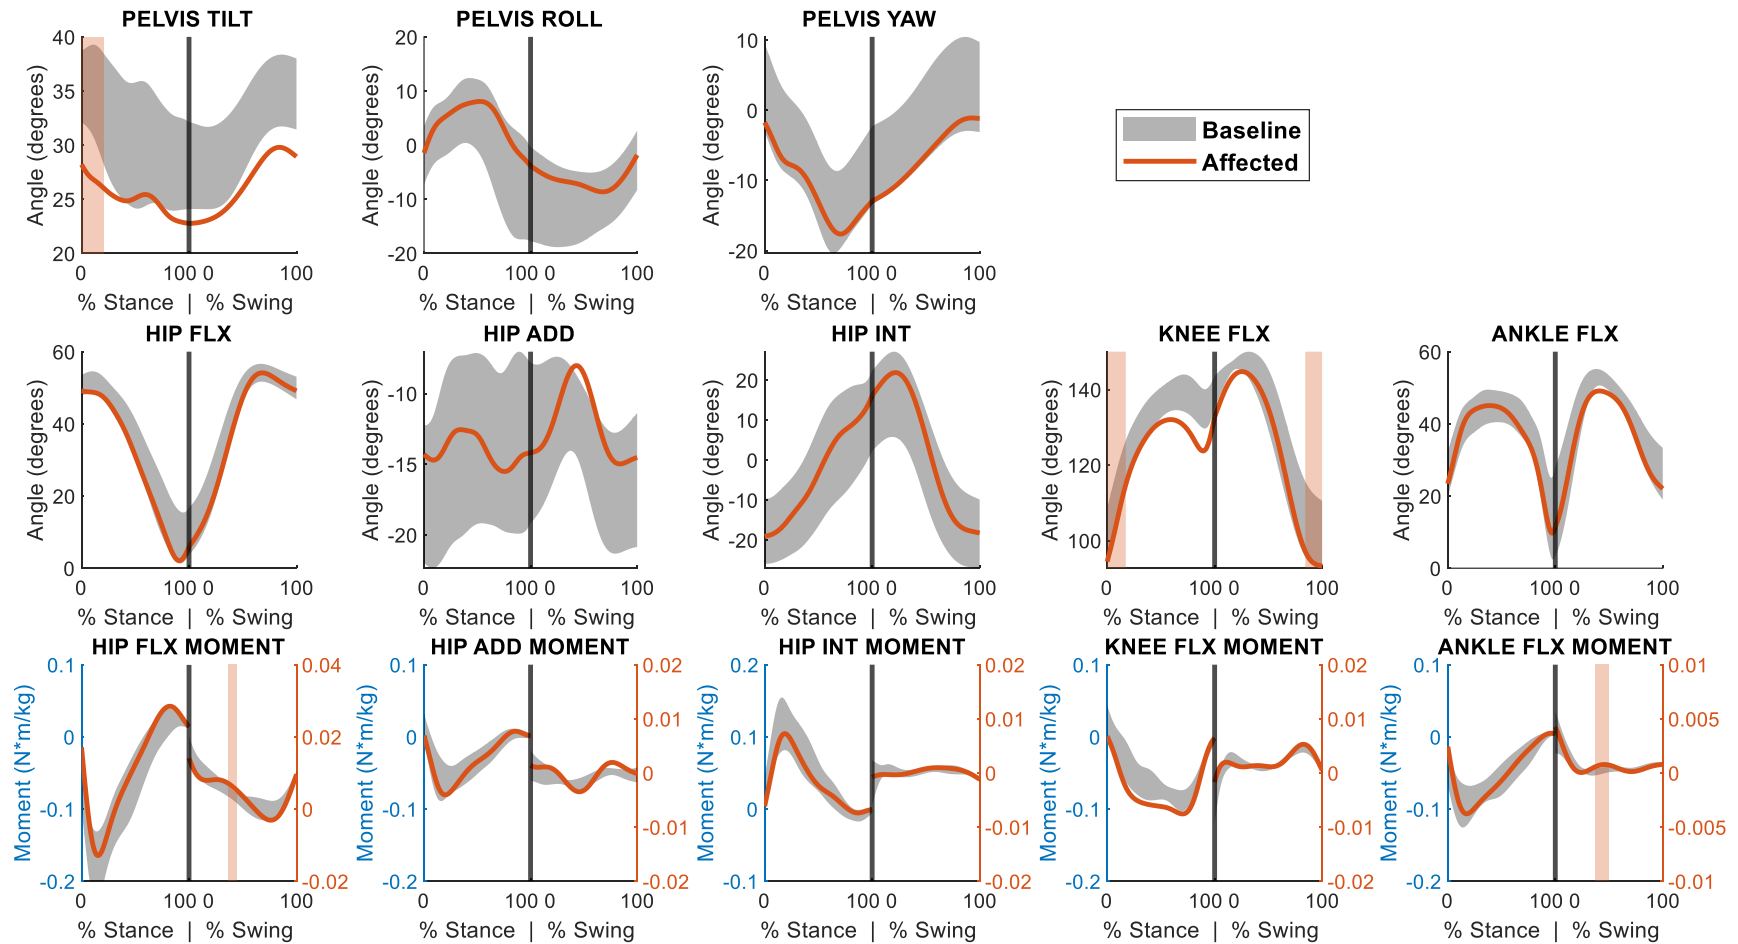 PELVIS TILT
PELVIS ROLL
PELVIS YAW
Angle (degrees)
40
35
30
25
20
0
100 0
100
% Stance | % Swing
Angle (degrees)
20
10
0
-10
-20
0
100 0
100
% Stance | % Swing
Angle (degrees)
10
0
-10
-20
0
100 0
100
% Stance | % Swing
Baseline
Affected
HIP FLX
HIP ADD
HIP INT
KNEE FLX
ANKLE FLX
Angle (degrees)
60
40
20
0
0
100 0
100
% Stance | % Swing
Angle (degrees)
-10
-15
-20
0
100 0
100
% Stance | % Swing
Angle (degrees)
20
10
0
-10
-20
0
100 0
100
% Stance | % Swing
Angle (degrees)
140
120
100
0
100 0
100
% Stance | % Swing
Angle (degrees)
60
40
20
0
0
100 0
100
% Stance | % Swing
HIP FLX MOMENT
HIP ADD MOMENT
HIP INT MOMENT
KNEE FLX MOMENT
ANKLE FLX MOMENT
Moment (N*m/kg)
0.1
0
-0.1
-0.2
0.04
0.02
0
-0.02
0
100 0
100
% Stance | % Swing
Moment (N*m/kg)
0.1
0
-0.1
-0.2
0.02
0.01
0
-0.01
-0.02
0
100 0
100
% Stance | % Swing
Moment (N*m/kg)
0.2
0.1
0
-0.1
0.02
0.01
0
-0.01
-0.02
0
100 0
100
% Stance | % Swing
Moment (N*m/kg)
0.1
0
-0.1
-0.2
0.02
0.01
0
-0.01
-0.02
0
100 0
100
% Stance | % Swing
Moment (N*m/kg)
0.1
0
-0.1
-0.2
0.01
0.005
0
-0.005
-0.01
0
100 0
100
% Stance | % Swing